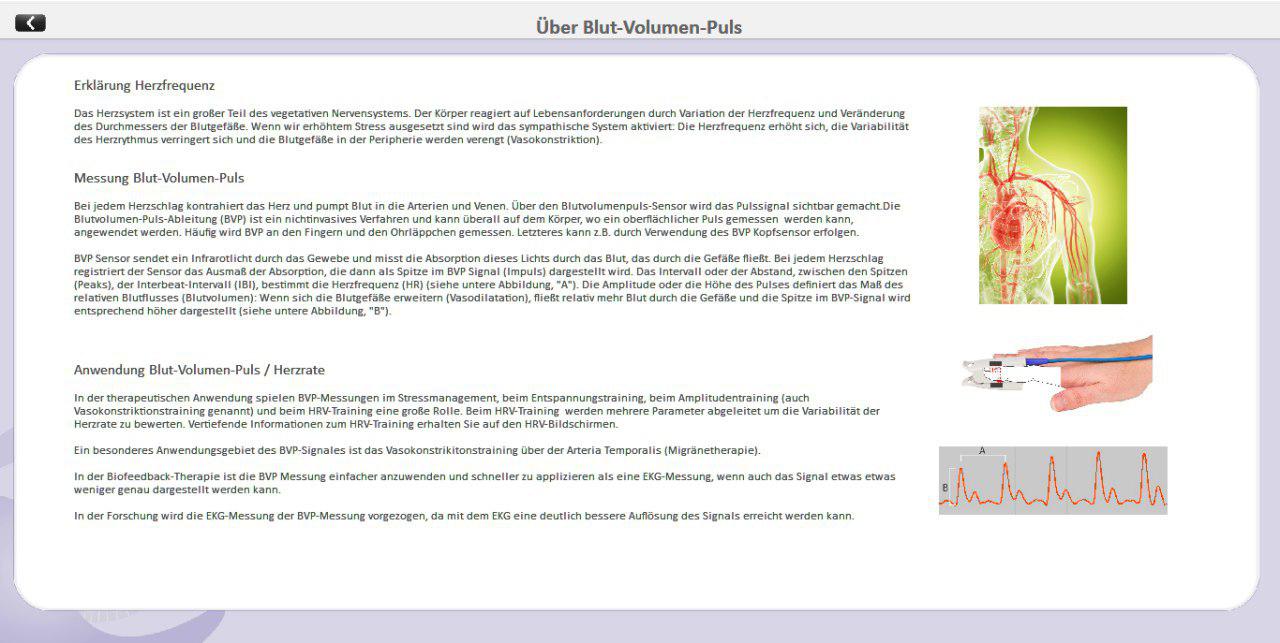 Über Blut-Volumen-Puls
Erklärung Herzfrequenz
Das Herzsystem ist ein großer Teil des vegetativen Nervensystems. Der Körper reagiert auf Lebensanforderungen durch Variation der Herzfrequenz und Veränderung
des Durchmessers der Blutgefäße. Wenn wir erhöhtem Stress ausgesetzt sind wird das sympathische System aktiviert: Die Herzfrequenz erhöht sich, die Variabilität
des Herzrythmus verringert sich und die Blutgefäße in der Peripherie werden verengt (Vasokonstriktion).
Messung Blut-Volumen-Puls
Bei jedem Herzschlag kontrahiert das Herz und pumpt Blut in die Arterien und Venen. Über den Blutvolumenpuls-Sensor wird das Pulssignal sichtbar gemacht.Die
Blutvolumen-Puls-Ableitung (BVP) ist ein nichtinvasives Verfahren und kann überall auf dem Körper, wo ein oberflächlicher Puls gemessen  werden kann,
angewendet werden. Häufig wird BVP an den Fingern und den Ohrläppchen gemessen. Letzteres kann z.B. durch Verwendung des BVP Kopfsensor erfolgen.
BVP Sensor sendet ein Infrarotlicht durch das Gewebe und misst die Absorption dieses Lichts durch das Blut, das durch die Gefäße fließt. Bei jedem Herzschlag
registriert der Sensor das Ausmaß der Absorption, die dann als Spitze im BVP Signal (Impuls) dargestellt wird. Das Intervall oder der Abstand, zwischen den Spitzen
(Peaks), der Interbeat-Intervall (IBI), bestimmt die Herzfrequenz (HR) (siehe untere Abbildung, "A"). Die Amplitude oder die Höhe des Pulses definiert das Maß des
relativen Blutflusses (Blutvolumen): Wenn sich die Blutgefäße erweitern (Vasodilatation), fließt relativ mehr Blut durch die Gefäße und die Spitze im BVP-Signal wird
entsprechend höher dargestellt (siehe untere Abbildung, "B").
Anwendung Blut-Volumen-Puls / Herzrate
In der therapeutischen Anwendung spielen BVP-Messungen im Stressmanagement, beim Entspannungstraining, beim Amplitudentraining (auch
Vasokonstriktionstraining genannt) und beim HRV-Training eine große Rolle. Beim HRV-Training  werden mehrere Parameter abgeleitet um die Variabilität der
Herzrate zu bewerten. Vertiefende Informationen zum HRV-Training erhalten Sie auf den HRV-Bildschirmen.
Ein besonderes Anwendungsgebiet des BVP-Signales ist das Vasokonstrikitonstraining über der Arteria Temporalis (Migränetherapie).
In der Biofeedback-Therapie ist die BVP Messung einfacher anzuwenden und schneller zu applizieren als eine EKG-Messung, wenn auch das Signal etwas etwas
weniger genau dargestellt werden kann.
In der Forschung wird die EKG-Messung der BVP-Messung vorgezogen, da mit dem EKG eine deutlich bessere Auflösung des Signals erreicht werden kann.
A
B